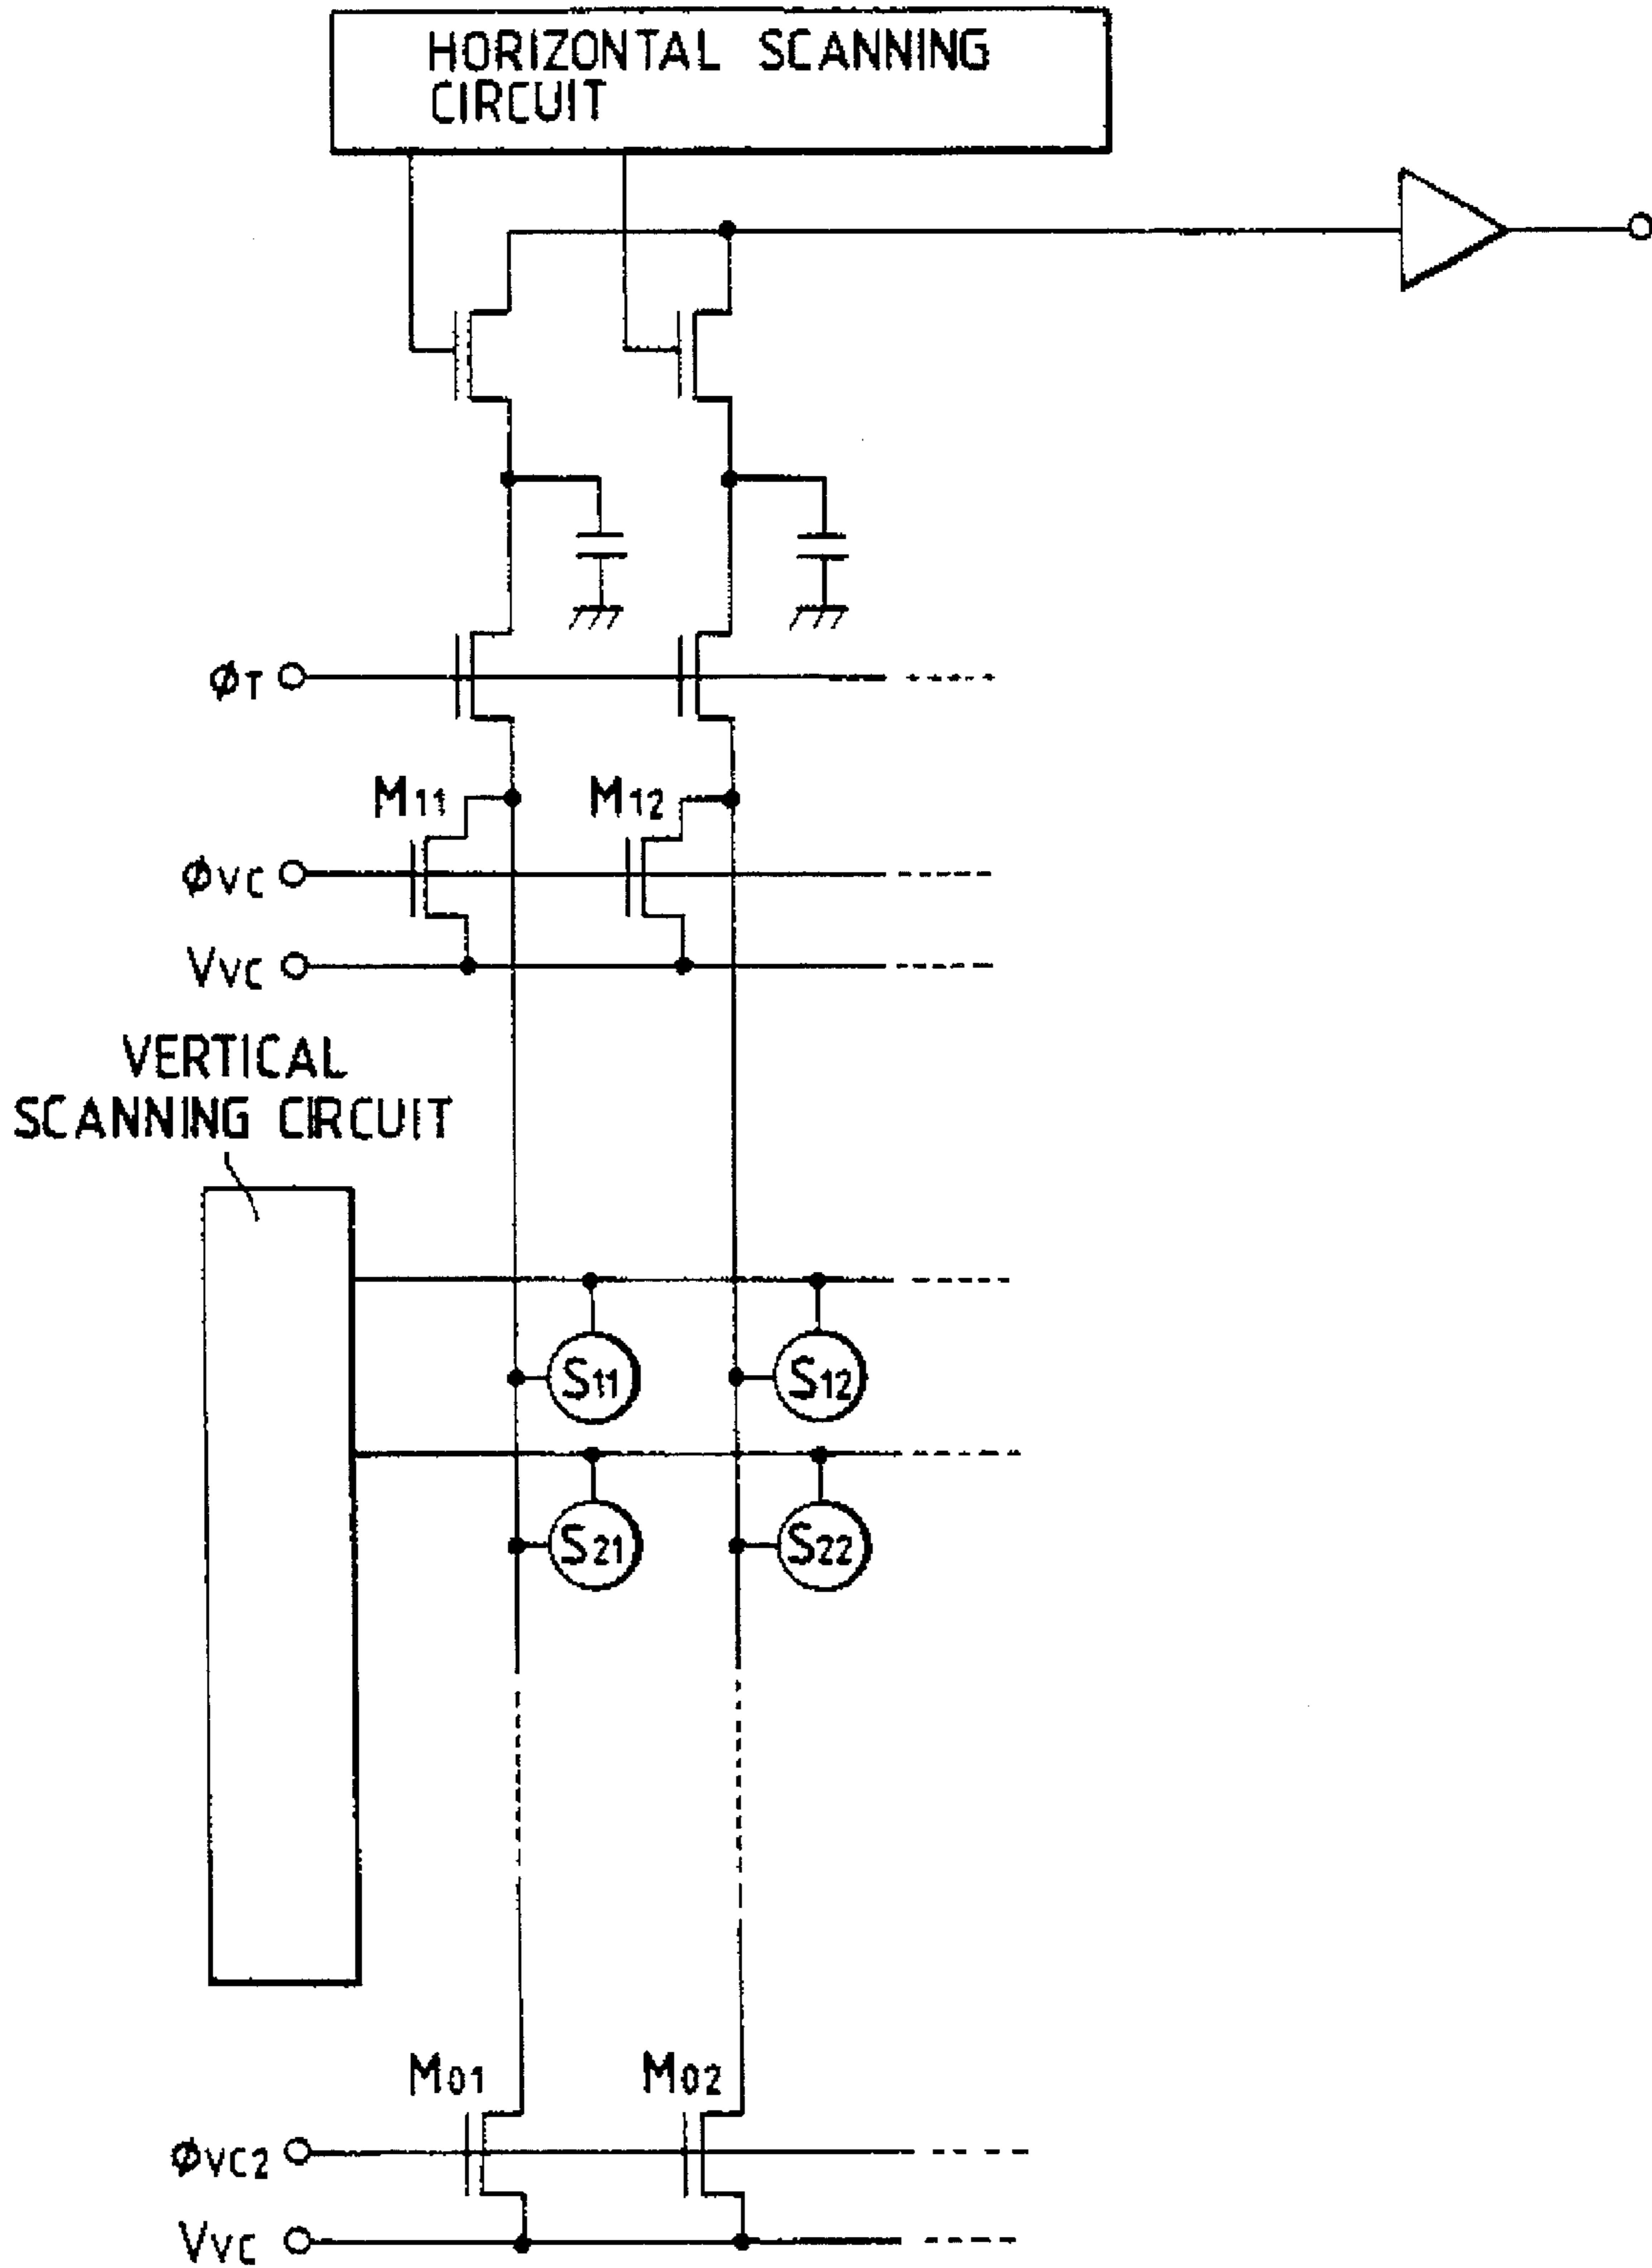 HORIZONTAL SCANNING
CIRCUIT
ϕT
M11 M12
ϕVC
VVC
VERTICAL
SCANNING CIRCUIT
S11 S12
S21 S22
M01 M02
ϕVC2
VVC